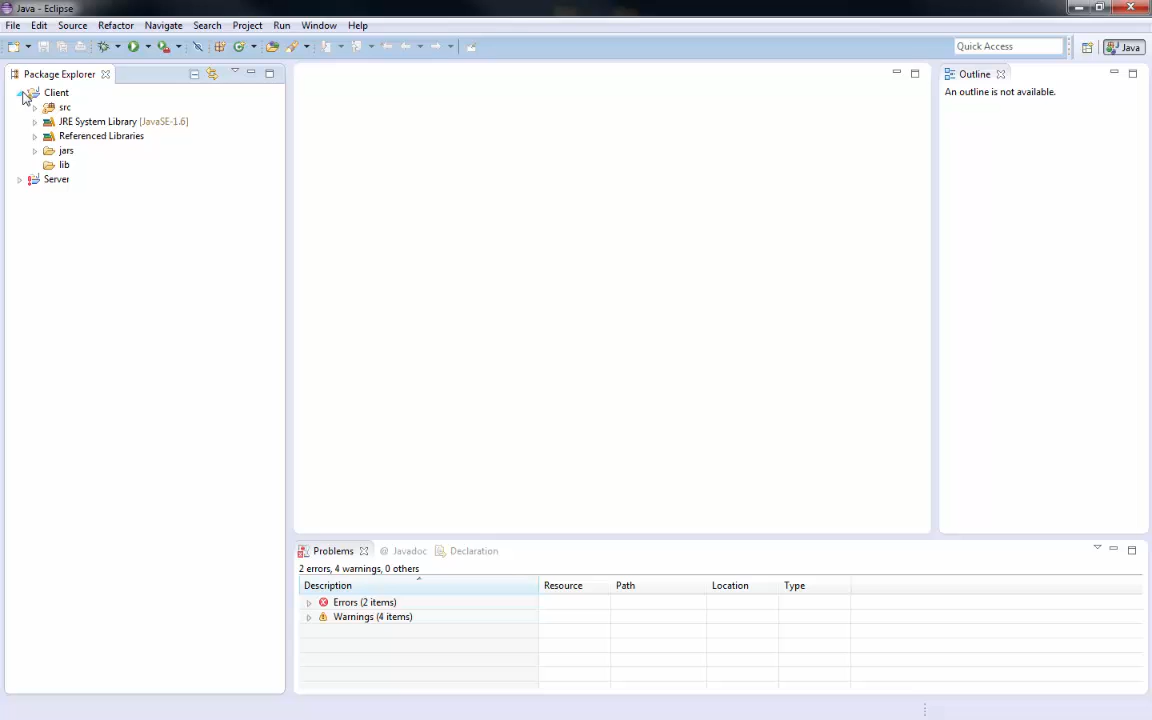 Java - Eclipse
File Edit Source Refactor Navigate Search Project Run Window Help
Quick Access
Java
Package Explorer
Client
src
JRE System Library [JavaSE-1.6]
Referenced Libraries
jars
lib
Server
Outline
An outline is not available.
Problems @ Javadoc Declaration
2 errors, 4 warnings, 0 others
Description Resource Path Location Type
Errors (2 items)
Warnings (4 items)